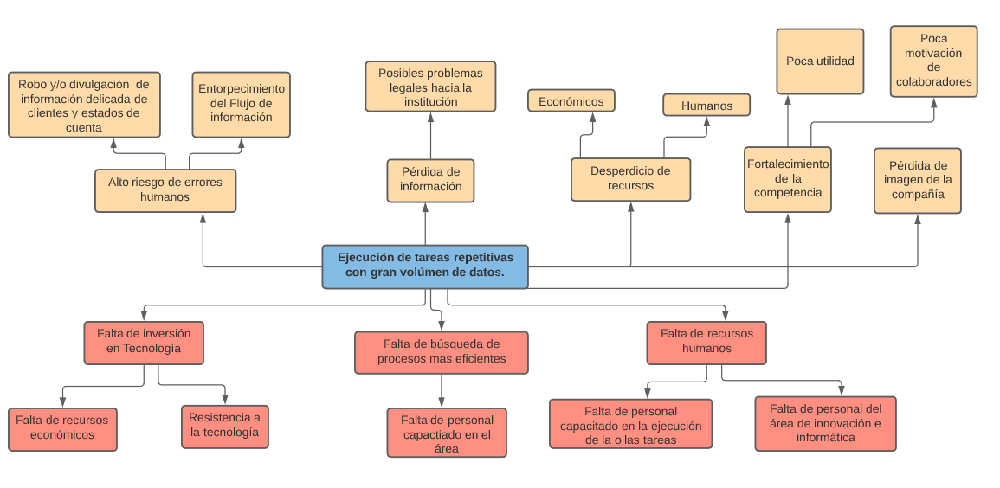 Robo y/o divulgación de
información delicada de
clientes y estados de
cuenta
Entorpecimiento
del Flujo de
información
Posibles problemas
legales hacia la
institución
Económicos
Humanos
Poca utilidad
Poca
motivación
de
colaboradores
Alto riesgo de errores
humanos
Pérdida de
información
Desperdicio de
recursos
Fortalecimiento
de la
competencia
Pérdida de
imagen de la
compañía
Ejecución de tareas repetitivas
con gran volúmen de datos.
Falta de inversión
en Tecnología
Falta de búsqueda de
procesos mas eficientes
Falta de recursos
humanos
Falta de recursos
económicos
Resistencia a
la tecnología
Falta de personal
capactiado en el
área
Falta de personal
capacitado en la ejecución
de la o las tareas
Falta de personal del
área de innovación e
informática